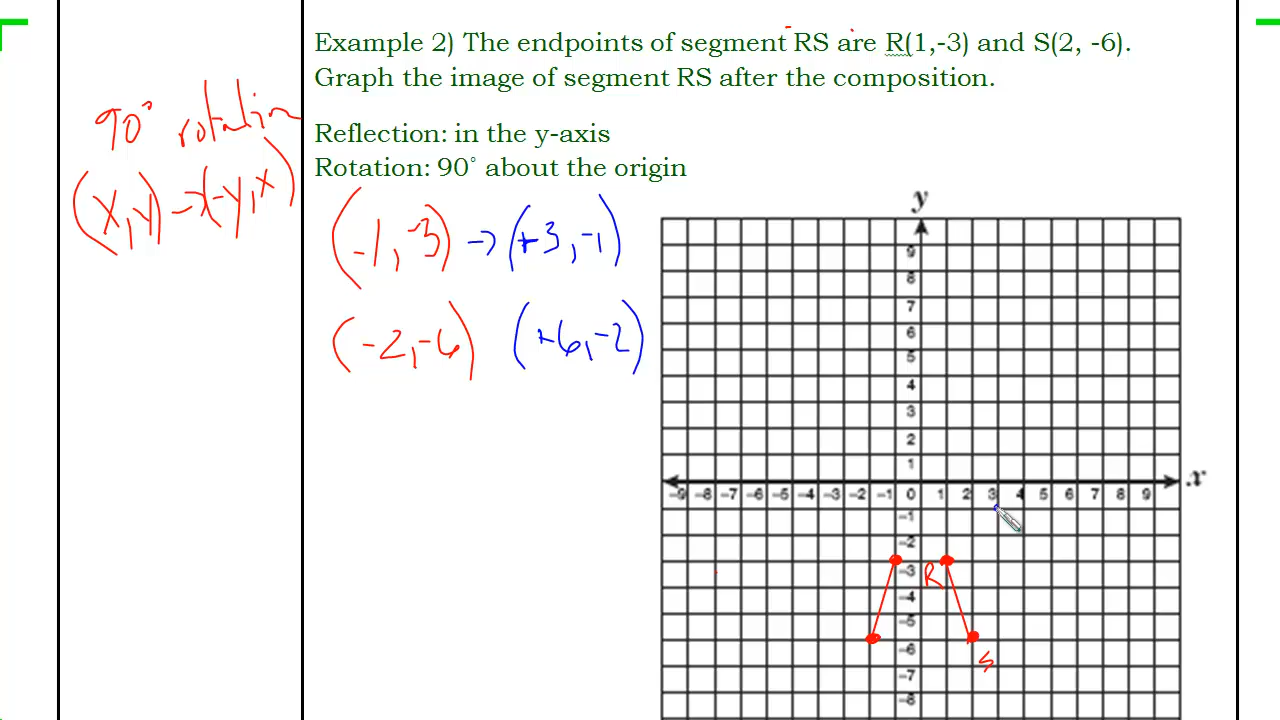 Example 2) The endpoints of segment RS are R(1,-3) and S(2, -6).
Graph the image of segment RS after the composition.
90° rotation
(x,y)→(-y,x)
Reflection: in the y-axis
Rotation: 90° about the origin
(-1,-3) → (+3,-1)
(-2,-6) (+6,-2)
y
9
8
7
6
5
4
3
2
1
-9 -8 -7 -6 -5 -4 -3 -2 -1 0 1 2 3 4 5 6 7 8 9 x
-1
-2
-3 R
-4
-5
-6 S
-7
-8